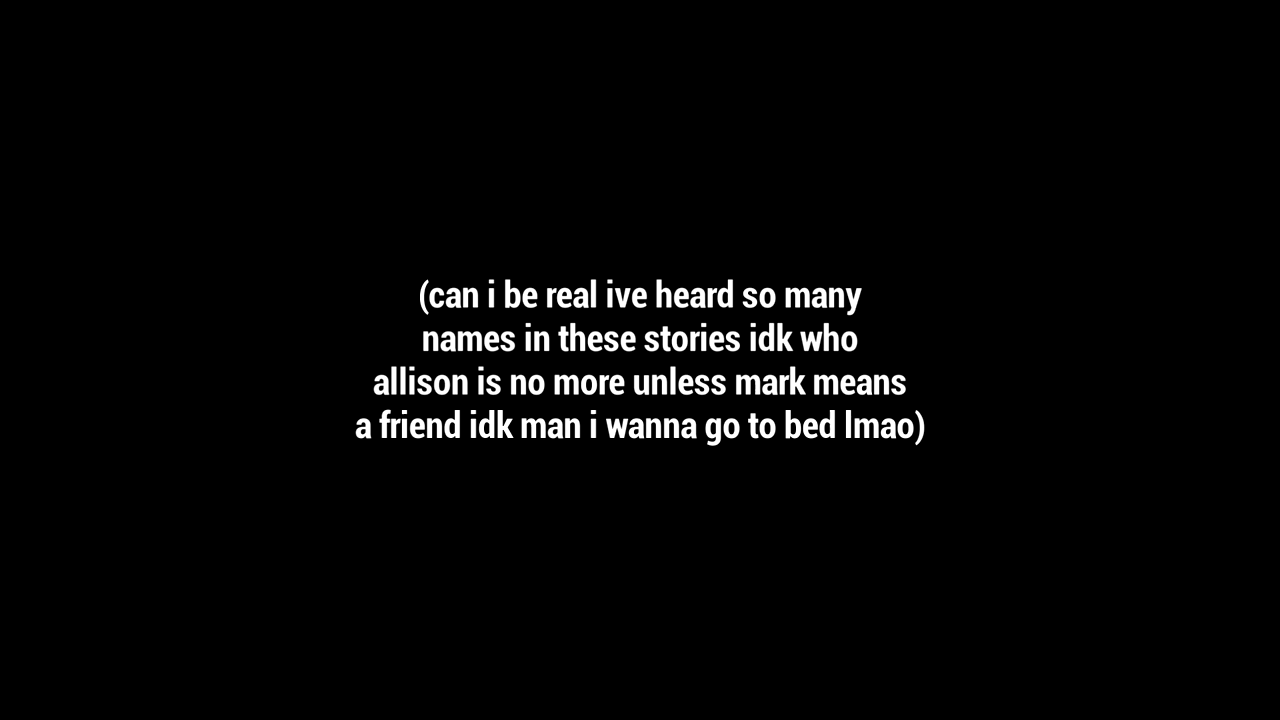 (can i be real ive heard so many
names in these stories idk who
allison is no more unless mark means
a friend idk man i wanna go to bed lmao)